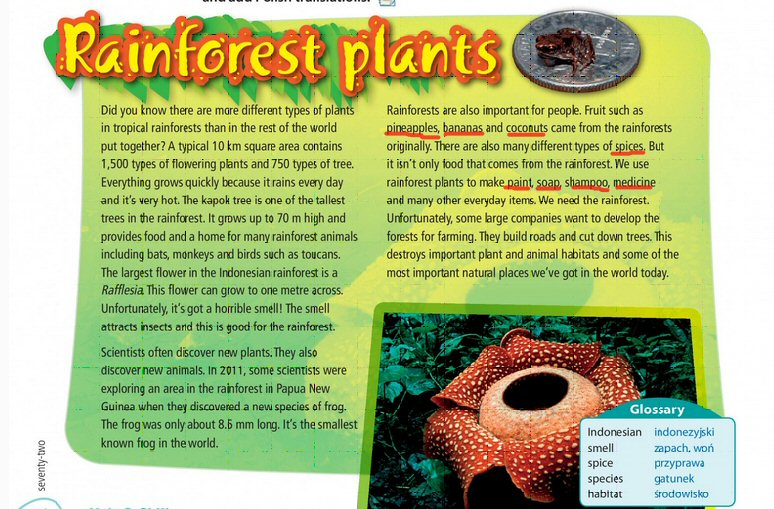 Rainforest plants
Did you know there are more different types of plants
in tropical rainforests than in the rest of the world
put together? A typical 10 km square area contains
1,500 types of flowering plants and 750 types of tree.
Everything grows quickly because it rains every day
and it's very hot. The kapok tree is one of the tallest
trees in the rainforest. It grows up to 70 m high and
provides food and a home for many rainforest animals
including bats, monkeys and birds such as toucans.
The largest flower in the Indonesian rainforest is a
Rafflesia. This flower can grow to one metre across.
Unfortunately, it's got a horrible smell! The smell
attracts insects and this is good for the rainforest.
Scientists often discover new plants. They also
discover new animals. In 2011, some scientists were
exploring an area in the rainforest in Papua New
Guinea when they discovered a new species of frog.
The frog was only about 8.6 mm long. It's the smallest
known frog in the world.
Rainforests are also important for people. Fruit such as
pineapples, bananas and coconuts came from the rainforests
originally. There are also many different types of spices. But
it isn't only food that comes from the rainforest. We use
rainforest plants to make paint, soap, shampoo, medicine
and many other everyday items. We need the rainforest.
Unfortunately, some large companies want to develop the
forests for farming. They build roads and cut down trees. This
destroys important plant and animal habitats and some of the
most important natural places we've got in the world today.
Glossary
Indonesian indonezyjski
smell zapach, woń
spice przyprawa
species gatunek
habitat środowisko
seventy-two